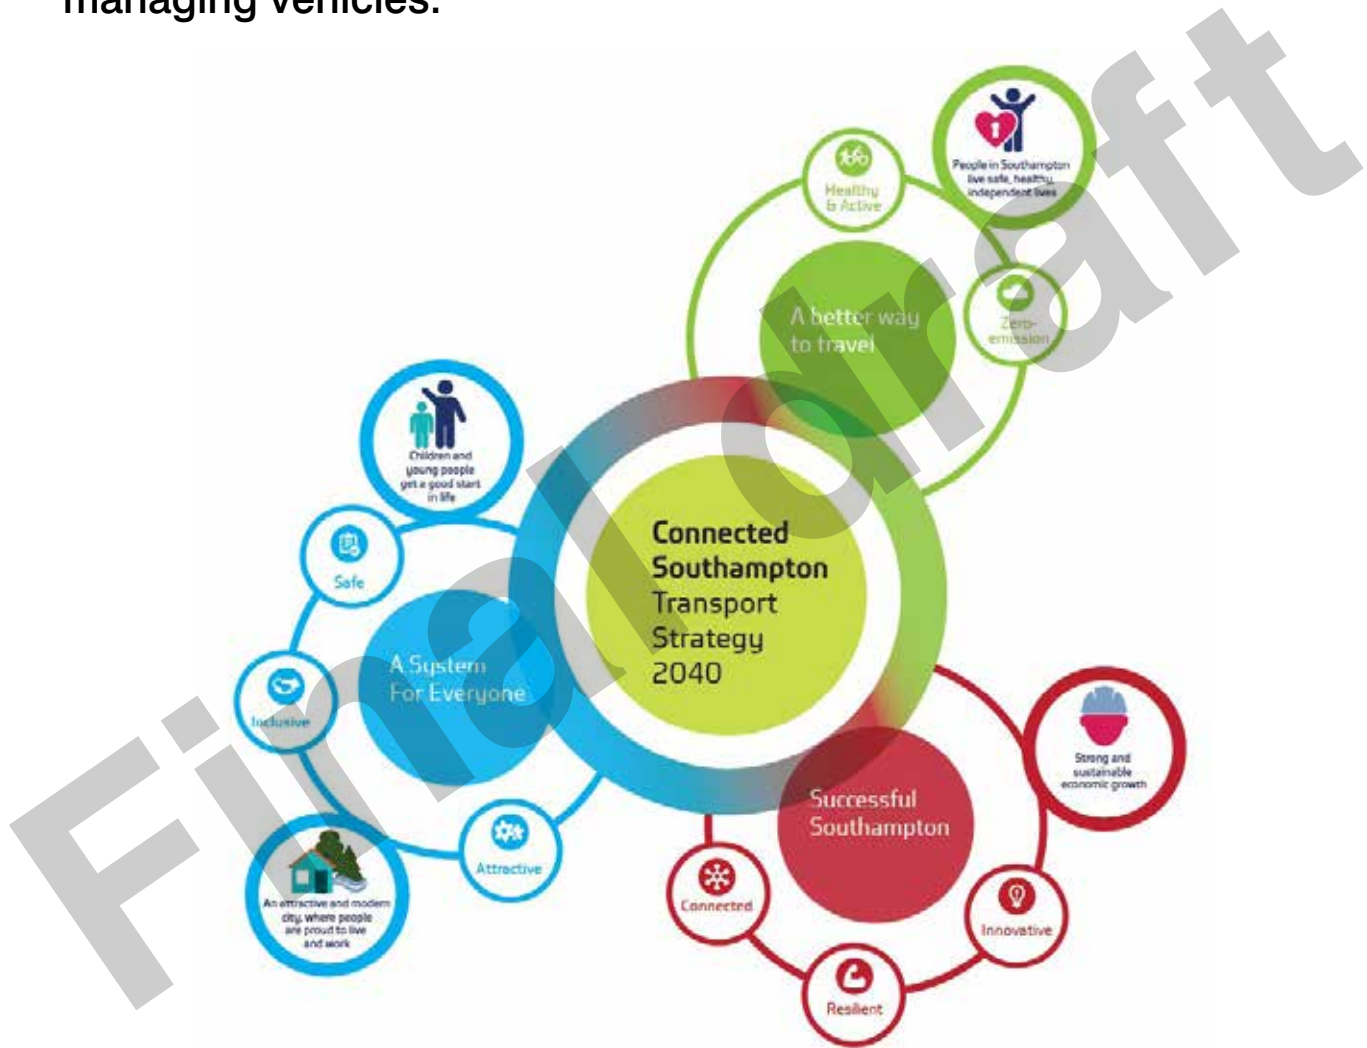 managing vehicles.
People in Southampton
live safe, healthy,
independent lives
Healthy
& Active
A better way
to travel
Zero-
emission
Children and
young people
get a good start
in life
Safe
Connected
Southampton
Transport
Strategy
2040
A System
For Everyone
Inclusive
Strong and
sustainable
economic growth
Successful
Southampton
Attractive
Connected
An attractive and modern
city, where people
are proud to live
and work
Innovative
Resilient
Final draft